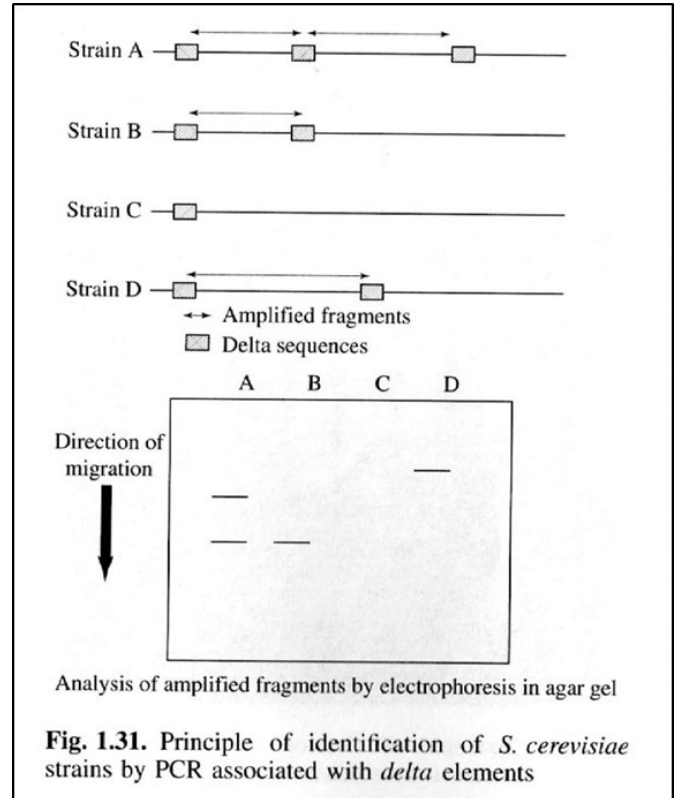 Strain A
Strain B
Strain C
Strain D
Amplified fragments
Delta sequences
A B C D
Direction of
migration
Analysis of amplified fragments by electrophoresis in agar gel
Fig. 1.31. Principle of identification of S. cerevisiae
strains by PCR associated with delta elements